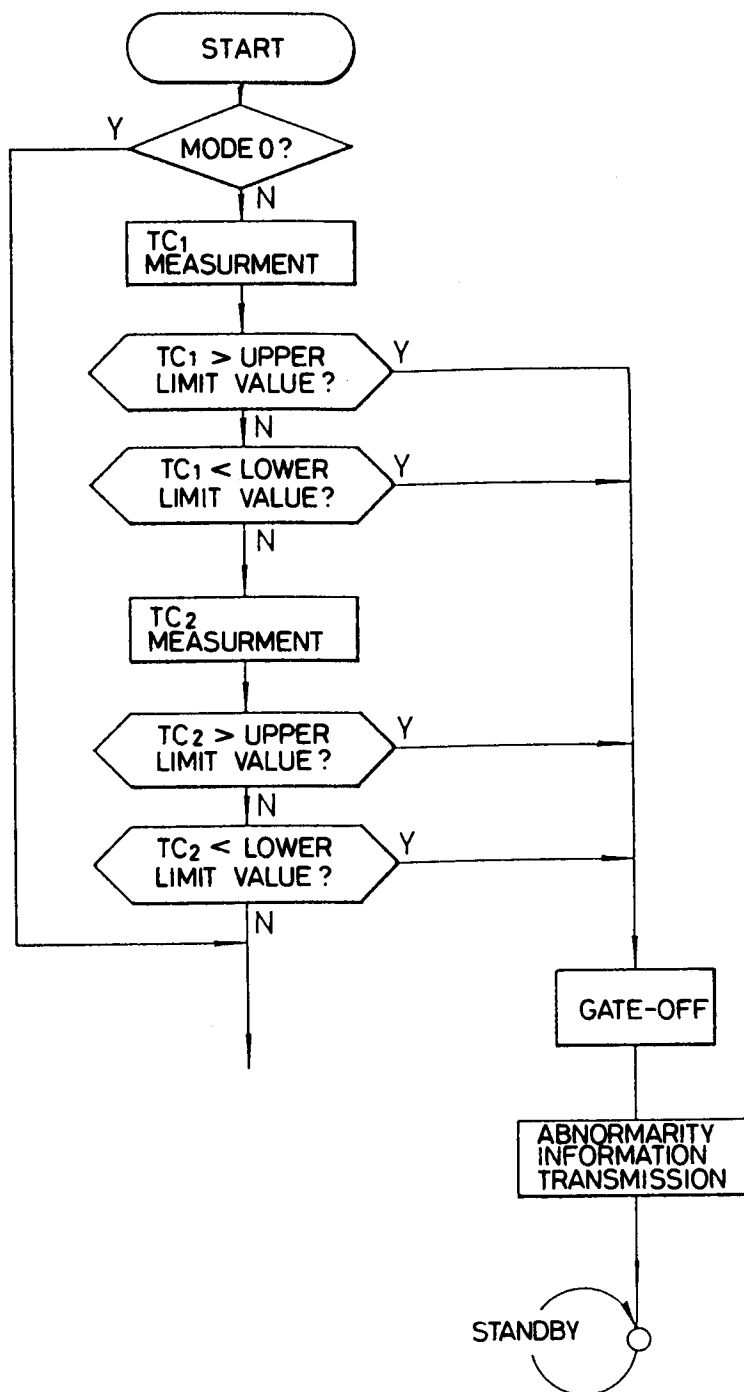 START
Y
MODE 0?
N
TC1
MEASURMENT
TC1 > UPPER
LIMIT VALUE?
Y
N
TC1 < LOWER
LIMIT VALUE?
Y
N
TC2
MEASURMENT
TC2 > UPPER
LIMIT VALUE?
Y
N
TC2 < LOWER
LIMIT VALUE?
Y
N
GATE-OFF
ABNORMARITY
INFORMATION
TRANSMISSION
STANDBY